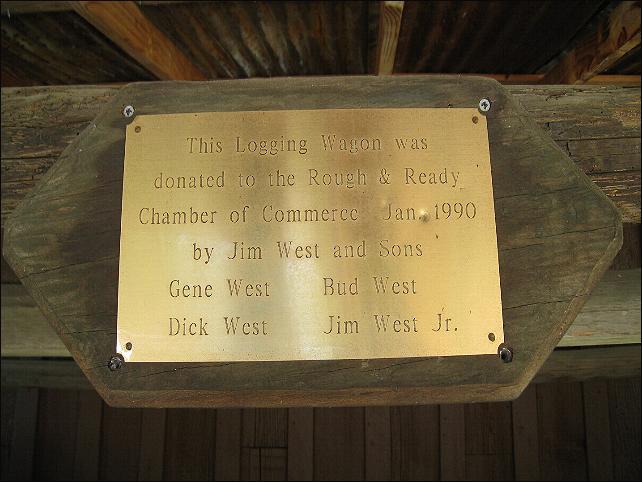 This Logging Wagon was
donated to the Rough & Ready
Chamber of Commerce Jan. 1990
by Jim West and Sons
Gene West Bud West
Dick West Jim West Jr.